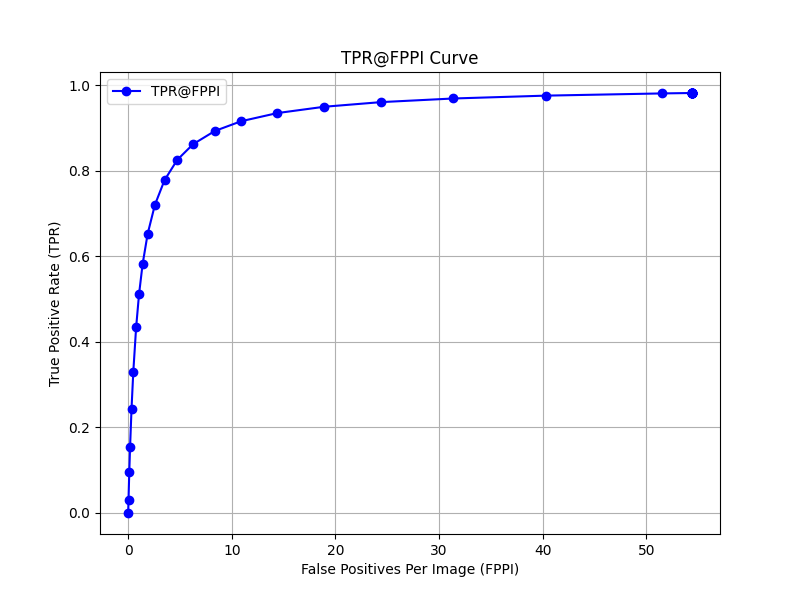 TPR@FPPI Curve
TPR@FPPI
1.0
0.8
0.6
0.4
0.2
0.0
True Positive Rate (TPR)
0 10 20 30 40 50
False Positives Per Image (FPPI)